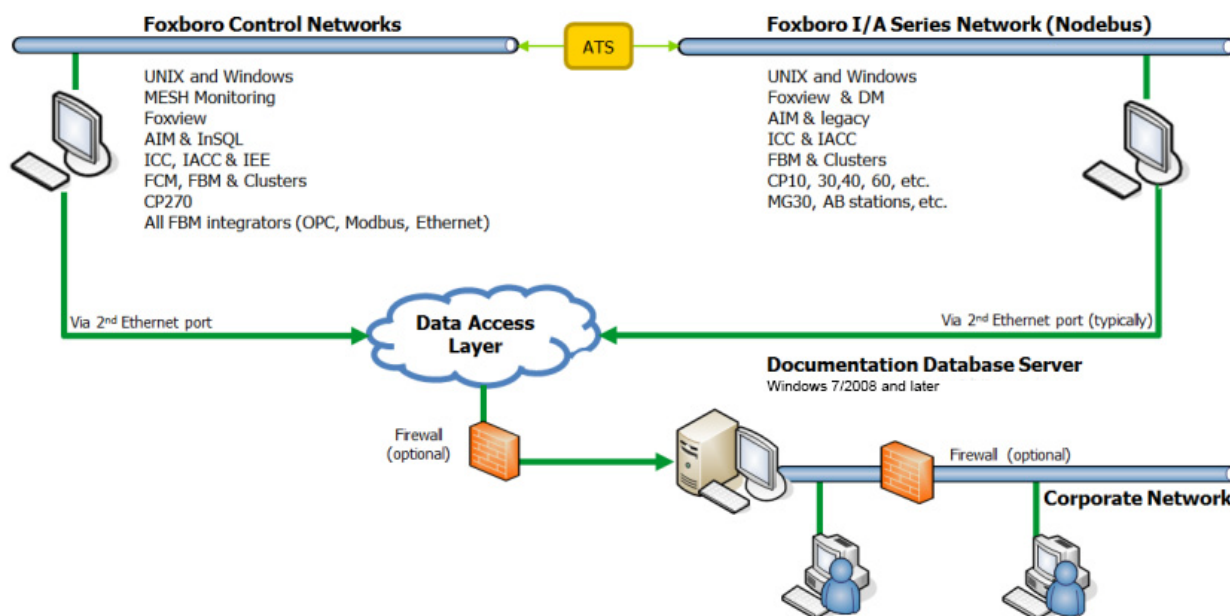 Foxboro Control Networks
ATS
Foxboro I/A Series Network (Nodebus)
UNIX and Windows
MESH Monitoring
Foxview
AIM & InSQL
ICC, IACC & IEE
FCM, FBM & Clusters
CP270
All FBM integrators (OPC, Modbus, Ethernet)
UNIX and Windows
Foxview & DM
AIM & legacy
ICC & IACC
FBM & Clusters
CP10, 30,40, 60, etc.
MG30, AB stations, etc.
Via 2nd Ethernet port
Data Access
Layer
Via 2nd Ethernet port (typically)
Documentation Database Server
Windows 7/2008 and later
Firewall
(optional)
Firewall (optional)
Corporate Network